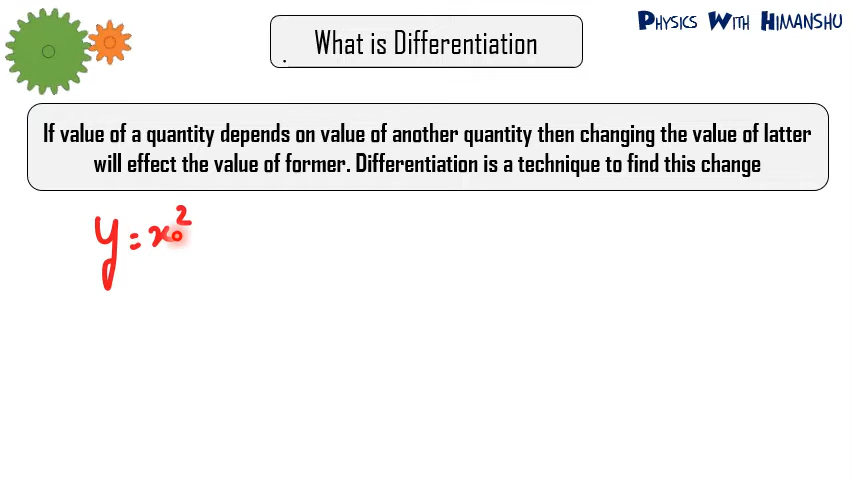 What is Differentiation
PHYSICS WITH HIMANSHU
If value of a quantity depends on value of another quantity then changing the value of latter
will effect the value of former. Differentiation is a technique to find this change
y = x²